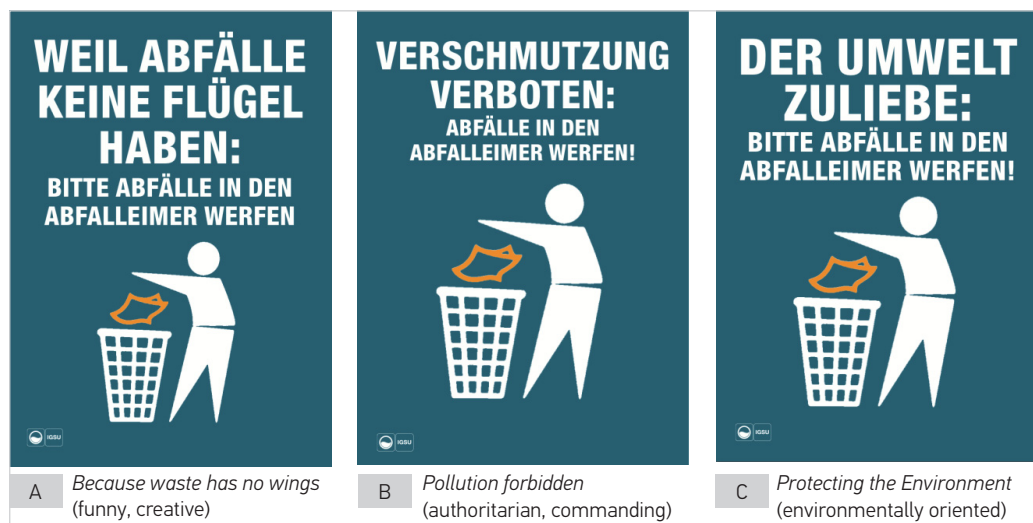 WEIL ABFÄLLE
KEINE FLÜGEL
HABEN:
BITTE ABFÄLLE IN DEN
ABFALLEIMER WERFEN
IGSU
A
Because waste has no wings
(funny, creative)
VERSCHMUTZUNG
VERBOTEN:
ABFÄLLE IN DEN
ABFALLEIMER WERFEN!
IGSU
B
Pollution forbidden
(authoritarian, commanding)
DER UMWELT
ZULIEBE:
BITTE ABFÄLLE IN DEN
ABFALLEIMER WERFEN!
IGSU
C
Protecting the Environment
(environmentally oriented)